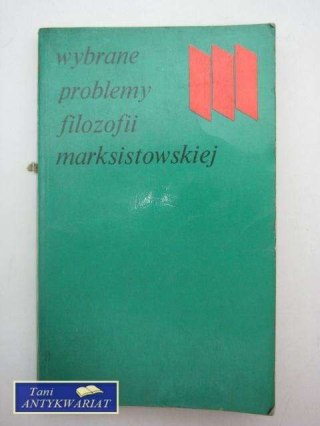 wybrane
problemy
filozofii
marksistowskiej
Tani
ANTYKWARIAT